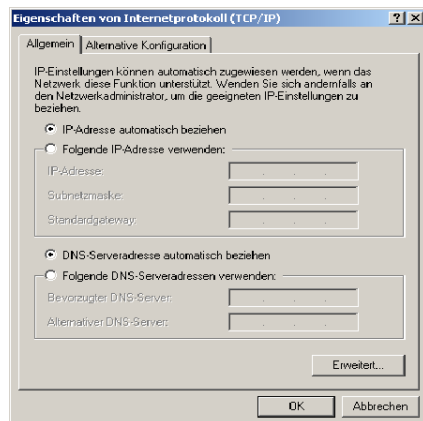 Eigenschaften von Internetprotokoll (TCP/IP)
Allgemein Alternative Konfiguration
IP-Einstellungen können automatisch zugewiesen werden, wenn das
Netzwerk diese Funktion unterstützt. Wenden Sie sich andernfalls an
den Netzwerkadministrator, um die geeigneten IP-Einstellungen zu
beziehen.
IP-Adresse automatisch beziehen
Folgende IP-Adresse verwenden:
IP-Adresse:
Subnetzmaske:
Standardgateway:
DNS-Serveradresse automatisch beziehen
Folgende DNS-Serveradressen verwenden:
Bevorzugter DNS-Server:
Alternativer DNS-Server:
Erweitert...
OK Abbrechen